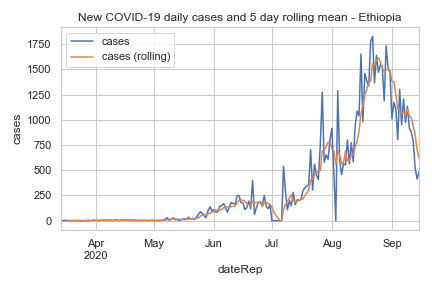 New COVID-19 daily cases and 5 day rolling mean - Ethiopia
cases
cases (rolling)
1750
1500
1250
1000
750
500
250
0
cases
Apr
2020
May
Jun
Jul
Aug
Sep
dateRep